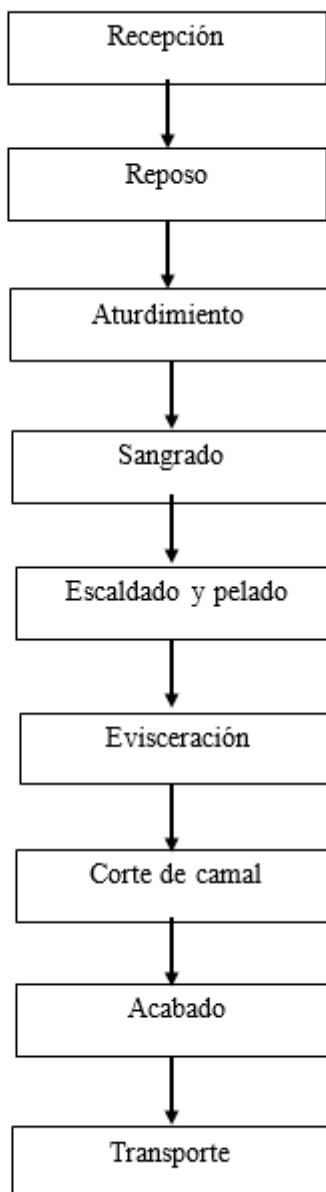 Recepción
Reposo
Aturdimiento
Sangrado
Escaldado y pelado
Evisceración
Corte de camal
Acabado
Transporte